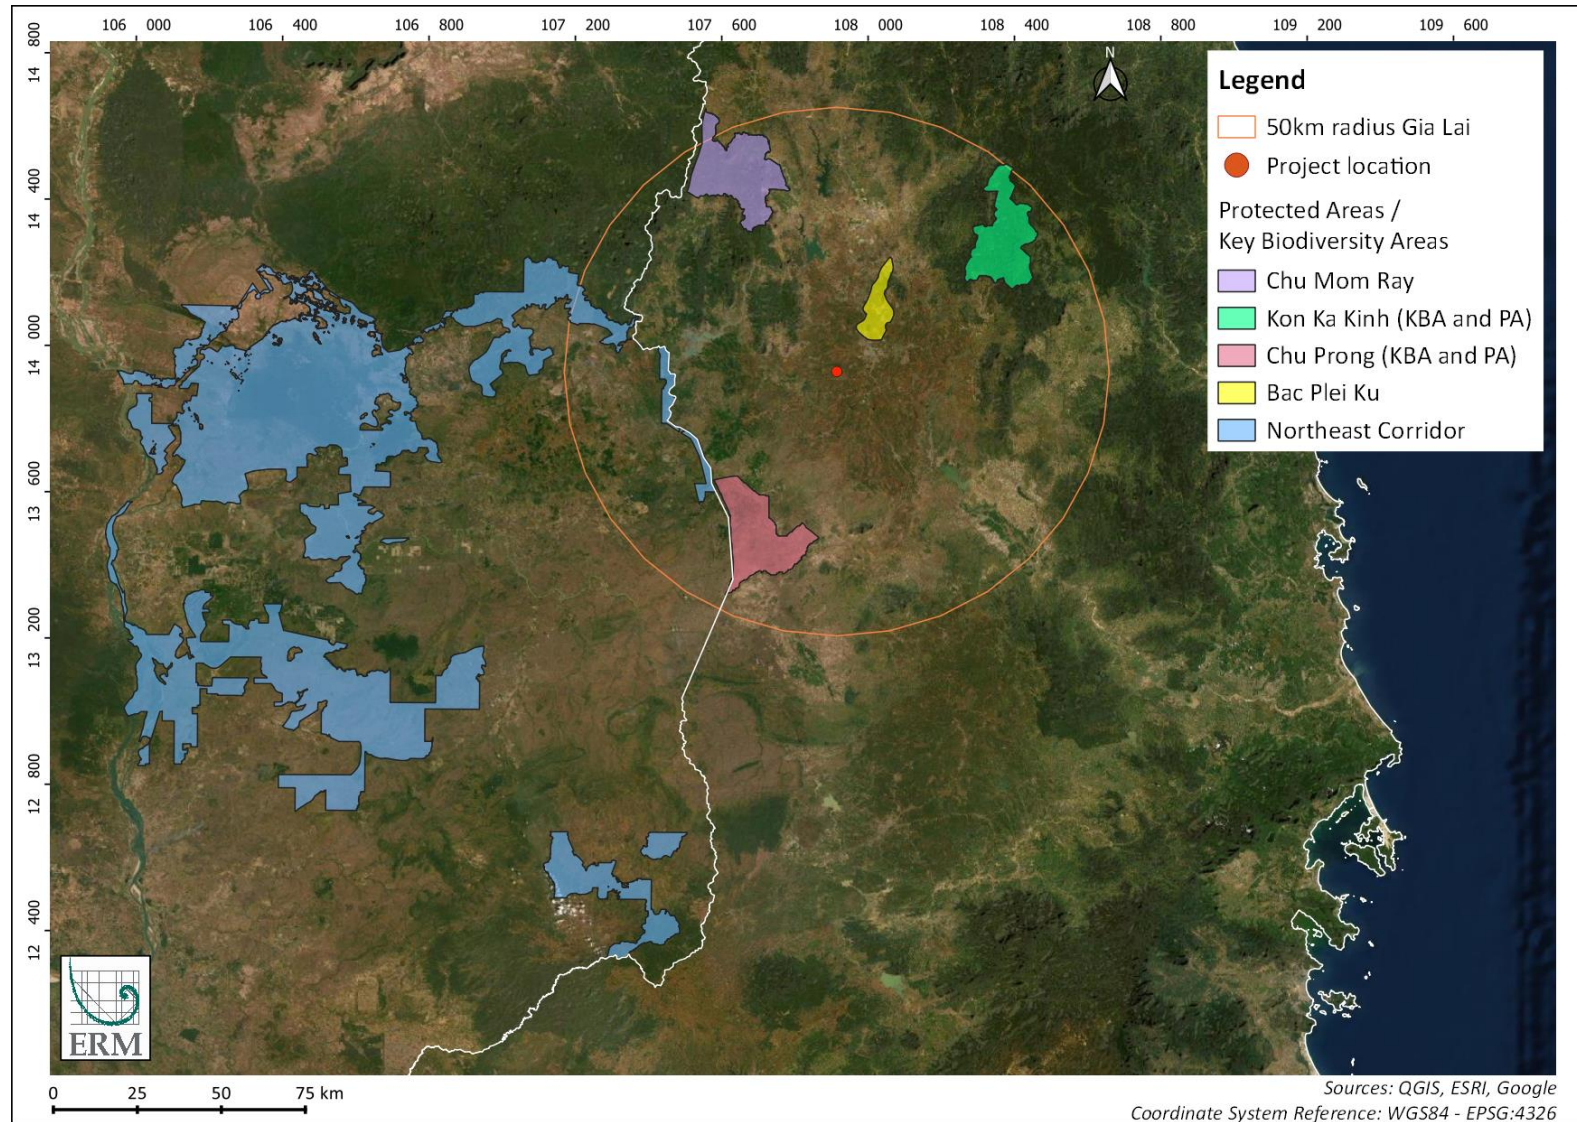 106 000 106 400 106 800 107 200 107 600 108 000 108 400 108 800 109 200 109 600
14 800
14 400
14 000
13 600
13 200
12 800
12 400
N
Legend
50km radius Gia Lai
Project location
Protected Areas /
Key Biodiversity Areas
Chu Mom Ray
Kon Ka Kinh (KBA and PA)
Chu Prong (KBA and PA)
Bac Plei Ku
Northeast Corridor
ERM
0 25 50 75 km
Sources: QGIS, ESRI, Google
Coordinate System Reference: WGS84 - EPSG:4326